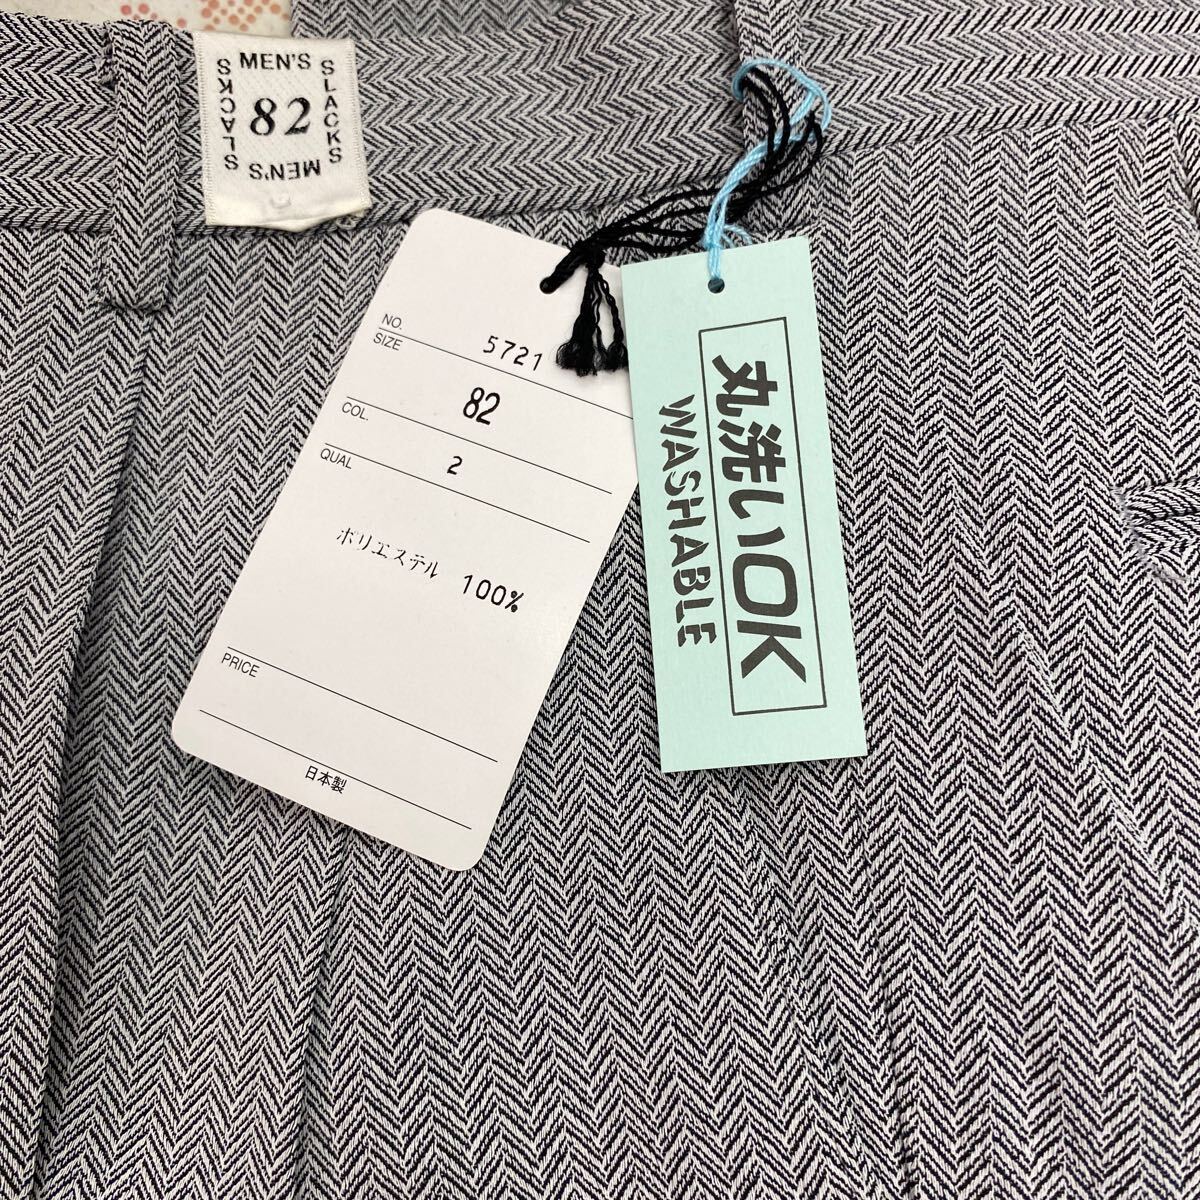 MEN'S
SLACKS
82
SLACKS
MEN'S
NO. 5721
SIZE 82
COL. 2
QUAL
ポリエステル 100%
PRICE
日本製
丸洗いOK
WASHABLE